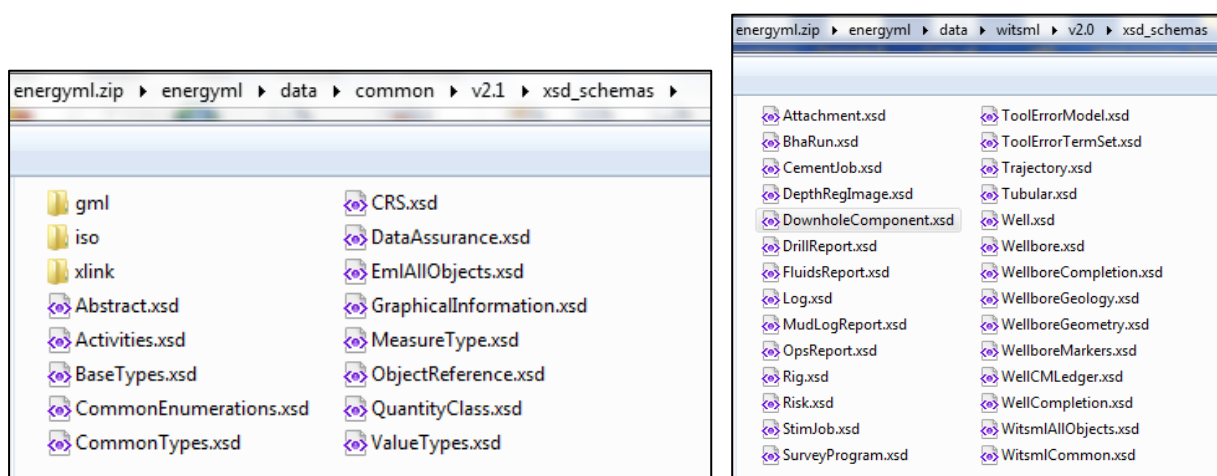 energyml.zip ▸ energyml ▸ data ▸ common ▸ v2.1 ▸ xsd_schemas ▸
gml
iso
xlink
Abstract.xsd
Activities.xsd
BaseTypes.xsd
CommonEnumerations.xsd
CommonTypes.xsd
CRS.xsd
DataAssurance.xsd
EmlAllObjects.xsd
GraphicalInformation.xsd
MeasureType.xsd
ObjectReference.xsd
QuantityClass.xsd
ValueTypes.xsd
energyml.zip ▸ energyml ▸ data ▸ witsml ▸ v2.0 ▸ xsd_schemas
Attachment.xsd
BhaRun.xsd
CementJob.xsd
DepthRegImage.xsd
DownholeComponent.xsd
DrillReport.xsd
FluidsReport.xsd
Log.xsd
MudLogReport.xsd
OpsReport.xsd
Rig.xsd
Risk.xsd
StimJob.xsd
SurveyProgram.xsd
ToolErrorModel.xsd
ToolErrorTermSet.xsd
Trajectory.xsd
Tubular.xsd
Well.xsd
Wellbore.xsd
WellboreCompletion.xsd
WellboreGeology.xsd
WellboreGeometry.xsd
WellboreMarkers.xsd
WellCMLedger.xsd
WellCompletion.xsd
WitsmlAllObjects.xsd
WitsmlCommon.xsd